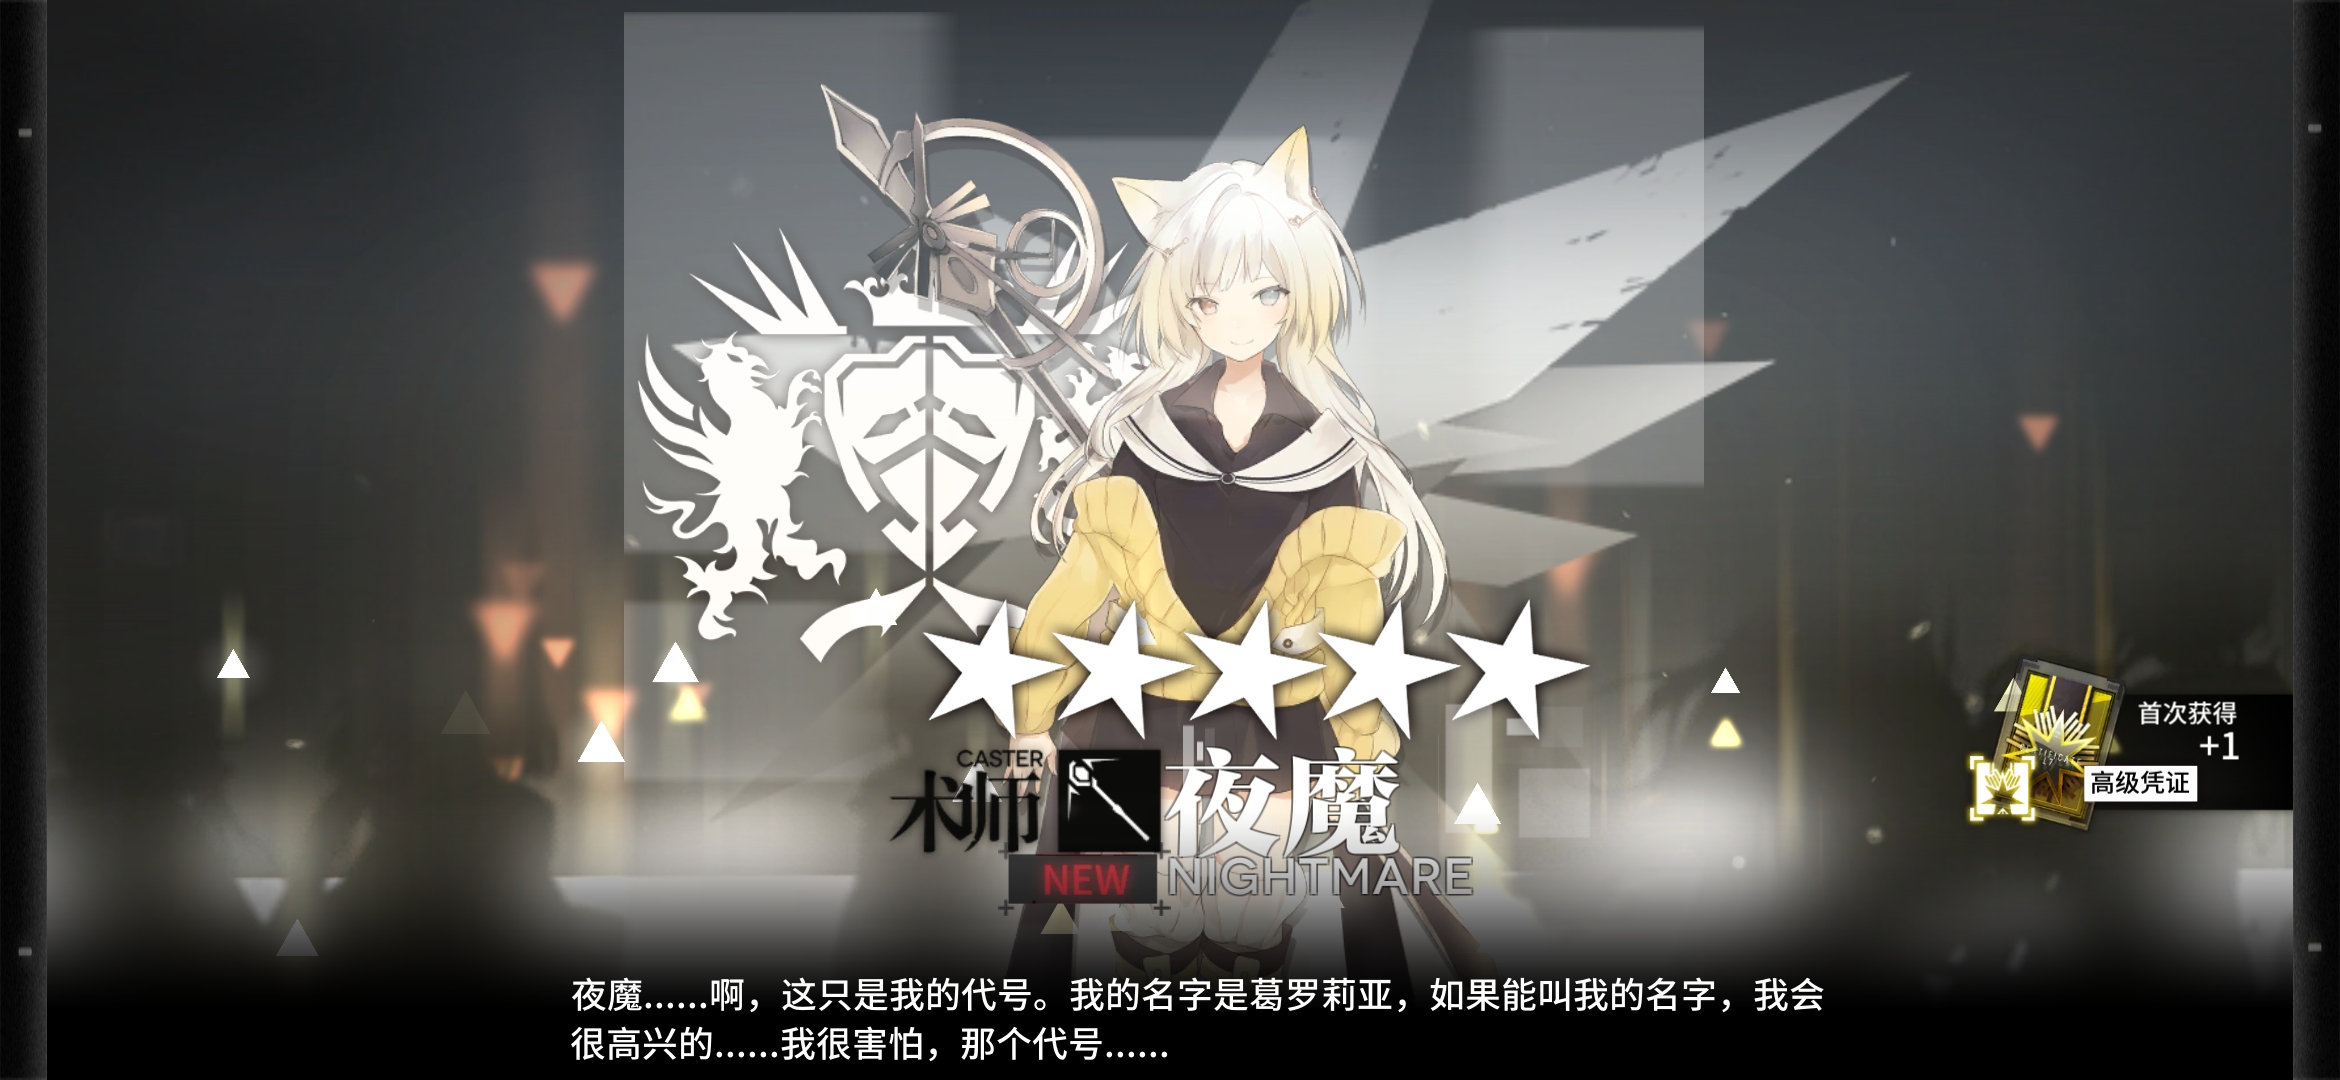 首次获得
+1
高级凭证
CASTER
术师
夜魔
NEW
NIGHTMARE
夜魔......啊，这只是我的代号。我的名字是葛罗莉亚，如果能叫我的名字，我会
很高兴的......我很害怕，那个代号......